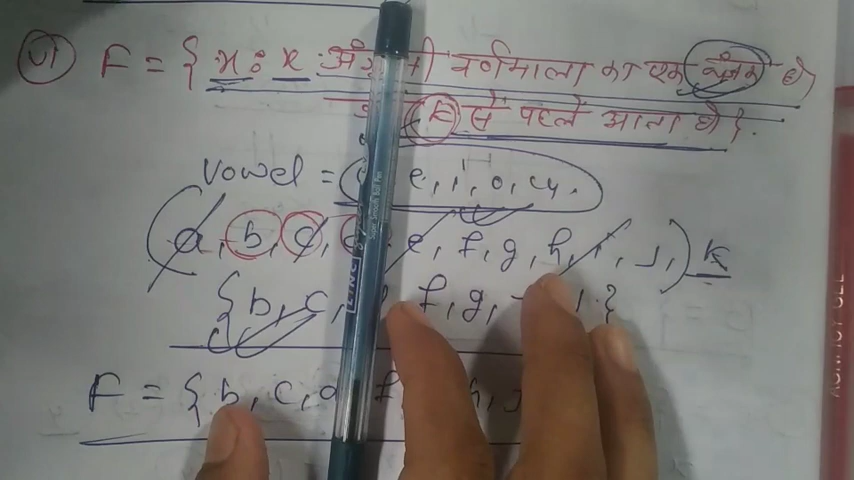 (vi) F = { x : x वर्णमाला का एक व्यंजन है
k से पहले आता है }.
Vowel = e, i, o, u,
a, b, c, e, f, g, h, i, j, k
{ b, c, f, g, }
F = { b, c, d, f, h, j